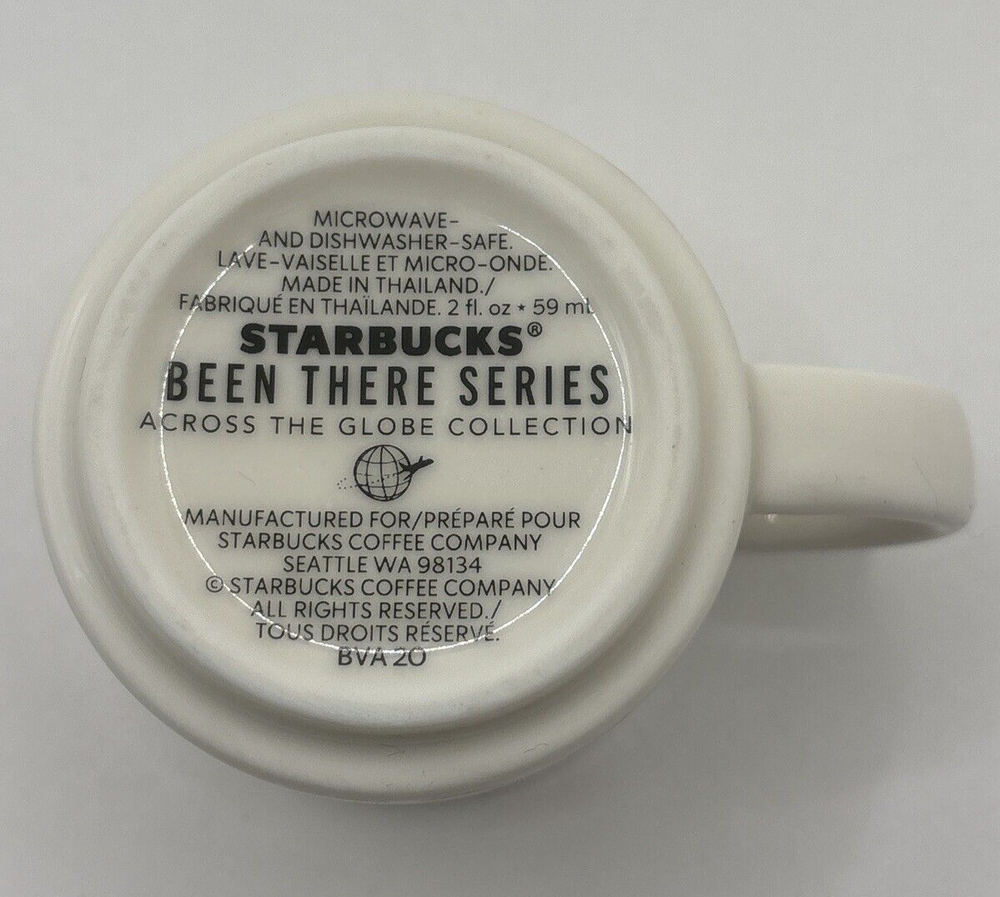 MICROWAVE-
AND DISHWASHER-SAFE.
LAVE-VAISELLE ET MICRO-ONDE.
MADE IN THAILAND./
FABRIQUÉ EN THAÏLANDE. 2 fl. oz • 59 mL
STARBUCKS®
BEEN THERE SERIES
ACROSS THE GLOBE COLLECTION
MANUFACTURED FOR/PRÉPARÉ POUR
STARBUCKS COFFEE COMPANY
SEATTLE WA 98134
© STARBUCKS COFFEE COMPANY
ALL RIGHTS RESERVED./
TOUS DROITS RÉSERVÉ.
BVA 20